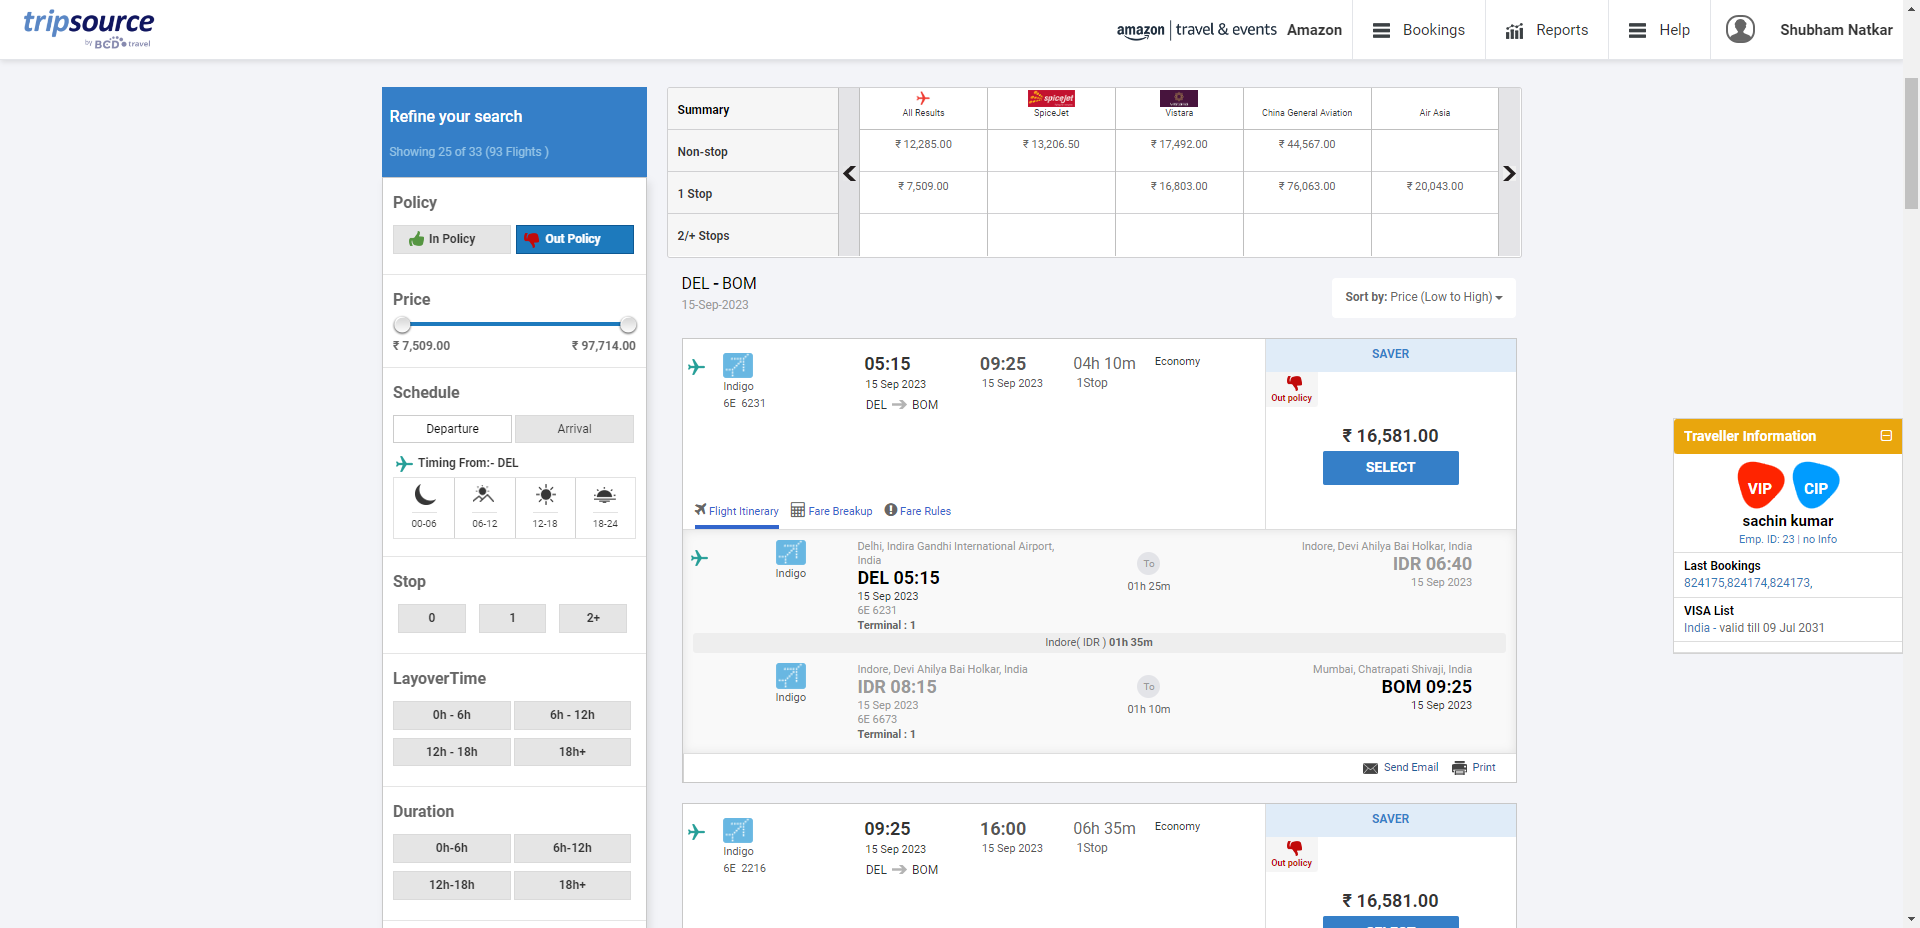 tripsource
by BCD travel
amazon | travel & events Amazon
Bookings
Reports
Help
Shubham Natkar
Refine your search
Showing 25 of 33 (93 Flights )
Policy
In Policy
Out Policy
Price
₹ 7,509.00 ₹ 97,714.00
Schedule
Departure Arrival
Timing From:- DEL
00-06 06-12 12-18 18-24
Stop
0 1 2+
LayoverTime
0h - 6h 6h - 12h
12h - 18h 18h+
Duration
0h-6h 6h-12h
12h-18h 18h+
Summary All Results SpiceJet Vistara China General Aviation Air Asia
Non-stop ₹ 12,285.00 ₹ 13,206.50 ₹ 17,492.00 ₹ 44,567.00
1 Stop ₹ 7,509.00 ₹ 16,803.00 ₹ 76,063.00 ₹ 20,043.00
2/+ Stops
DEL - BOM
15-Sep-2023
Sort by: Price (Low to High)
Indigo
6E 6231
05:15 09:25 04h 10m Economy
15 Sep 2023 15 Sep 2023 1Stop
DEL BOM
SAVER
Out policy
₹ 16,581.00
SELECT
Flight Itinerary Fare Breakup Fare Rules
Indigo
Delhi, Indira Gandhi International Airport,
India
DEL 05:15
15 Sep 2023
6E 6231
Terminal : 1
To
01h 25m
Indore, Devi Ahilya Bai Holkar, India
IDR 06:40
15 Sep 2023
Indore( IDR ) 01h 35m
Indigo
Indore, Devi Ahilya Bai Holkar, India
IDR 08:15
15 Sep 2023
6E 6673
Terminal : 1
To
01h 10m
Mumbai, Chatrapati Shivaji, India
BOM 09:25
15 Sep 2023
Send Email Print
Indigo
6E 2216
09:25 16:00 06h 35m Economy
15 Sep 2023 15 Sep 2023 1Stop
DEL BOM
SAVER
Out policy
₹ 16,581.00
SELECT
Traveller Information
VIP CIP
sachin kumar
Emp. ID: 23 | no Info
Last Bookings
824175,824174,824173,
VISA List
India - valid till 09 Jul 2031